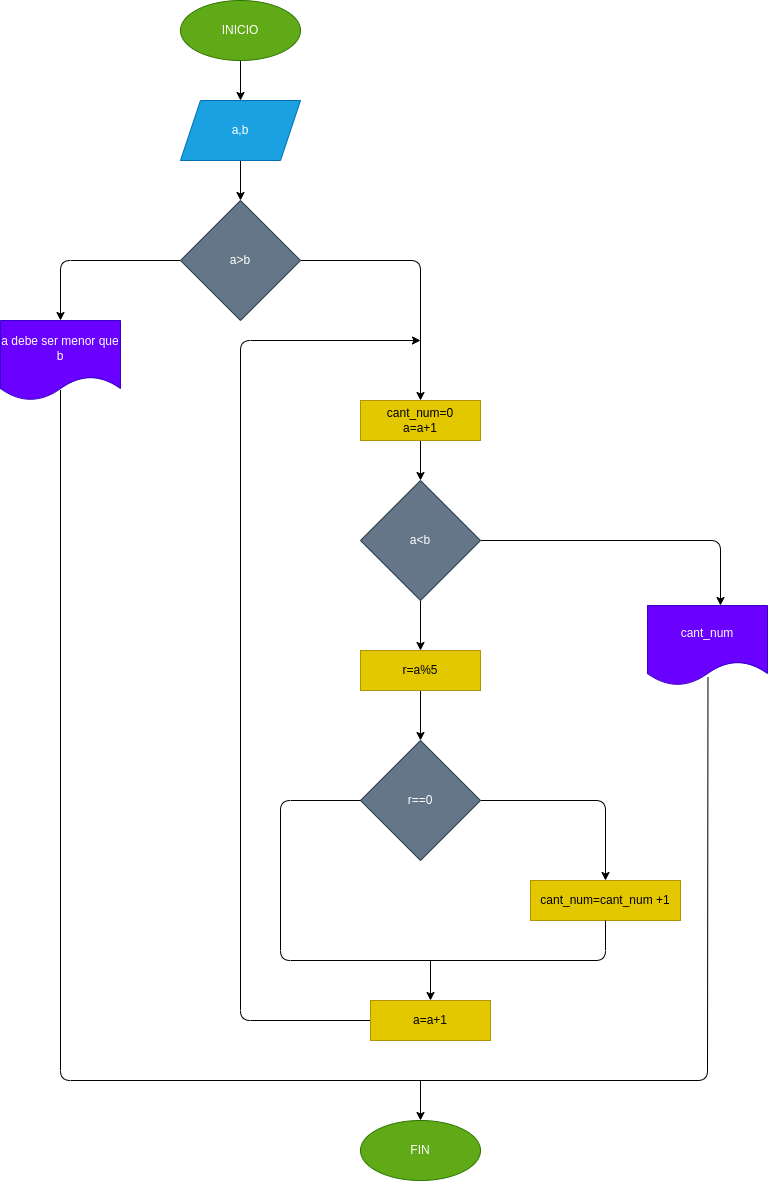 INICIO
a,b
a>b
a debe ser menor que
b
cant_num=0
a=a+1
a<b
cant_num
r=a%5
r==0
cant_num=cant_num +1
a=a+1
FIN